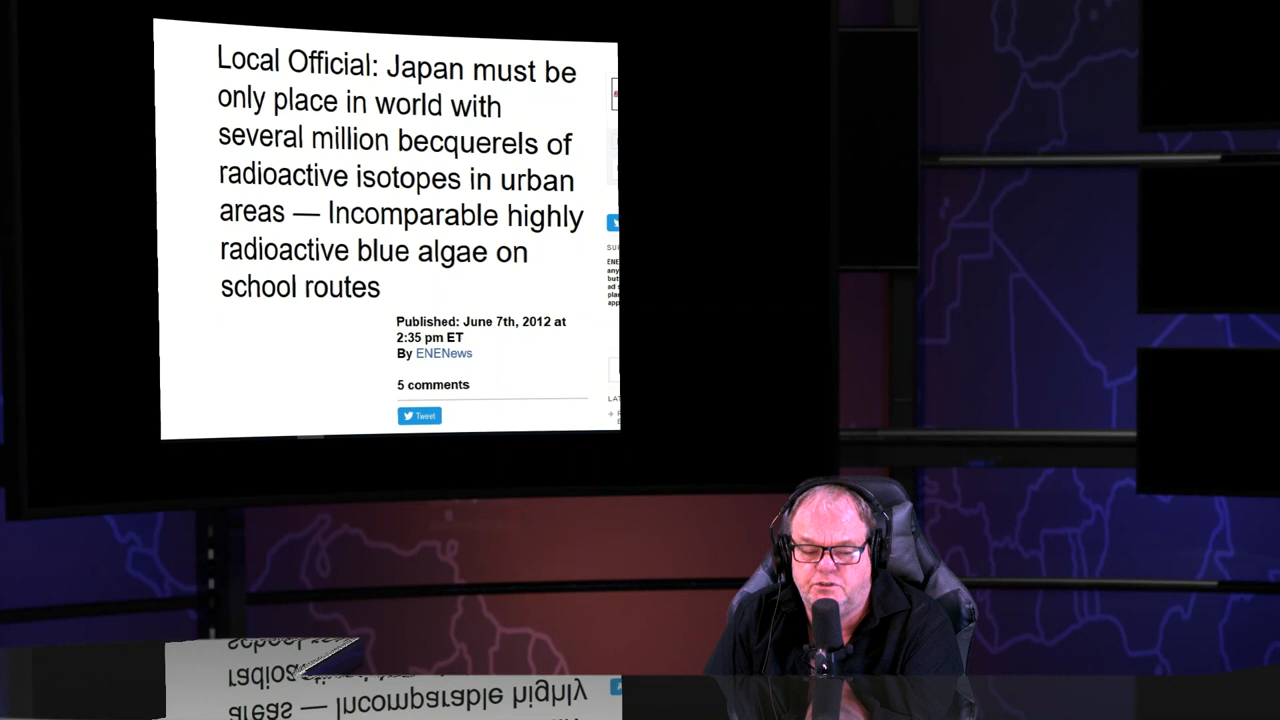 Local Official: Japan must be
only place in world with
several million becquerels of
radioactive isotopes in urban
areas — Incomparable highly
radioactive blue algae on
school routes
Published: June 7th, 2012 at
2:35 pm ET
By ENENews
5 comments
Tweet